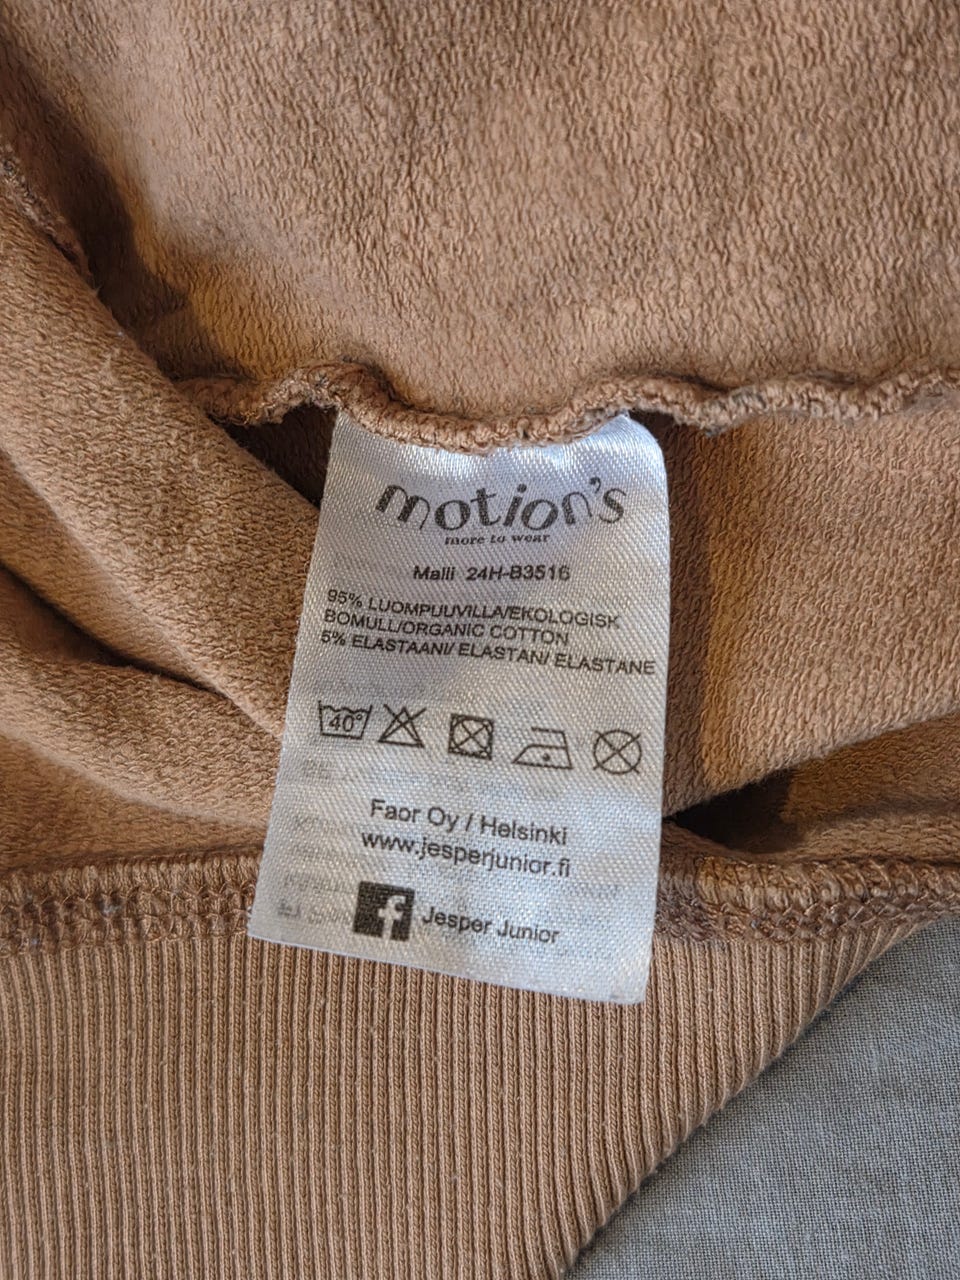 motion's
more to wear
Malli 24H-B3516
95% LUOMPUUVILLA/EKOLOGISK
BOMULL/ORGANIC COTTON
5% ELASTAANI/ ELASTAN/ ELASTANE
40°
Faor Oy / Helsinki
www.jesperjunior.fi
f Jesper Junior